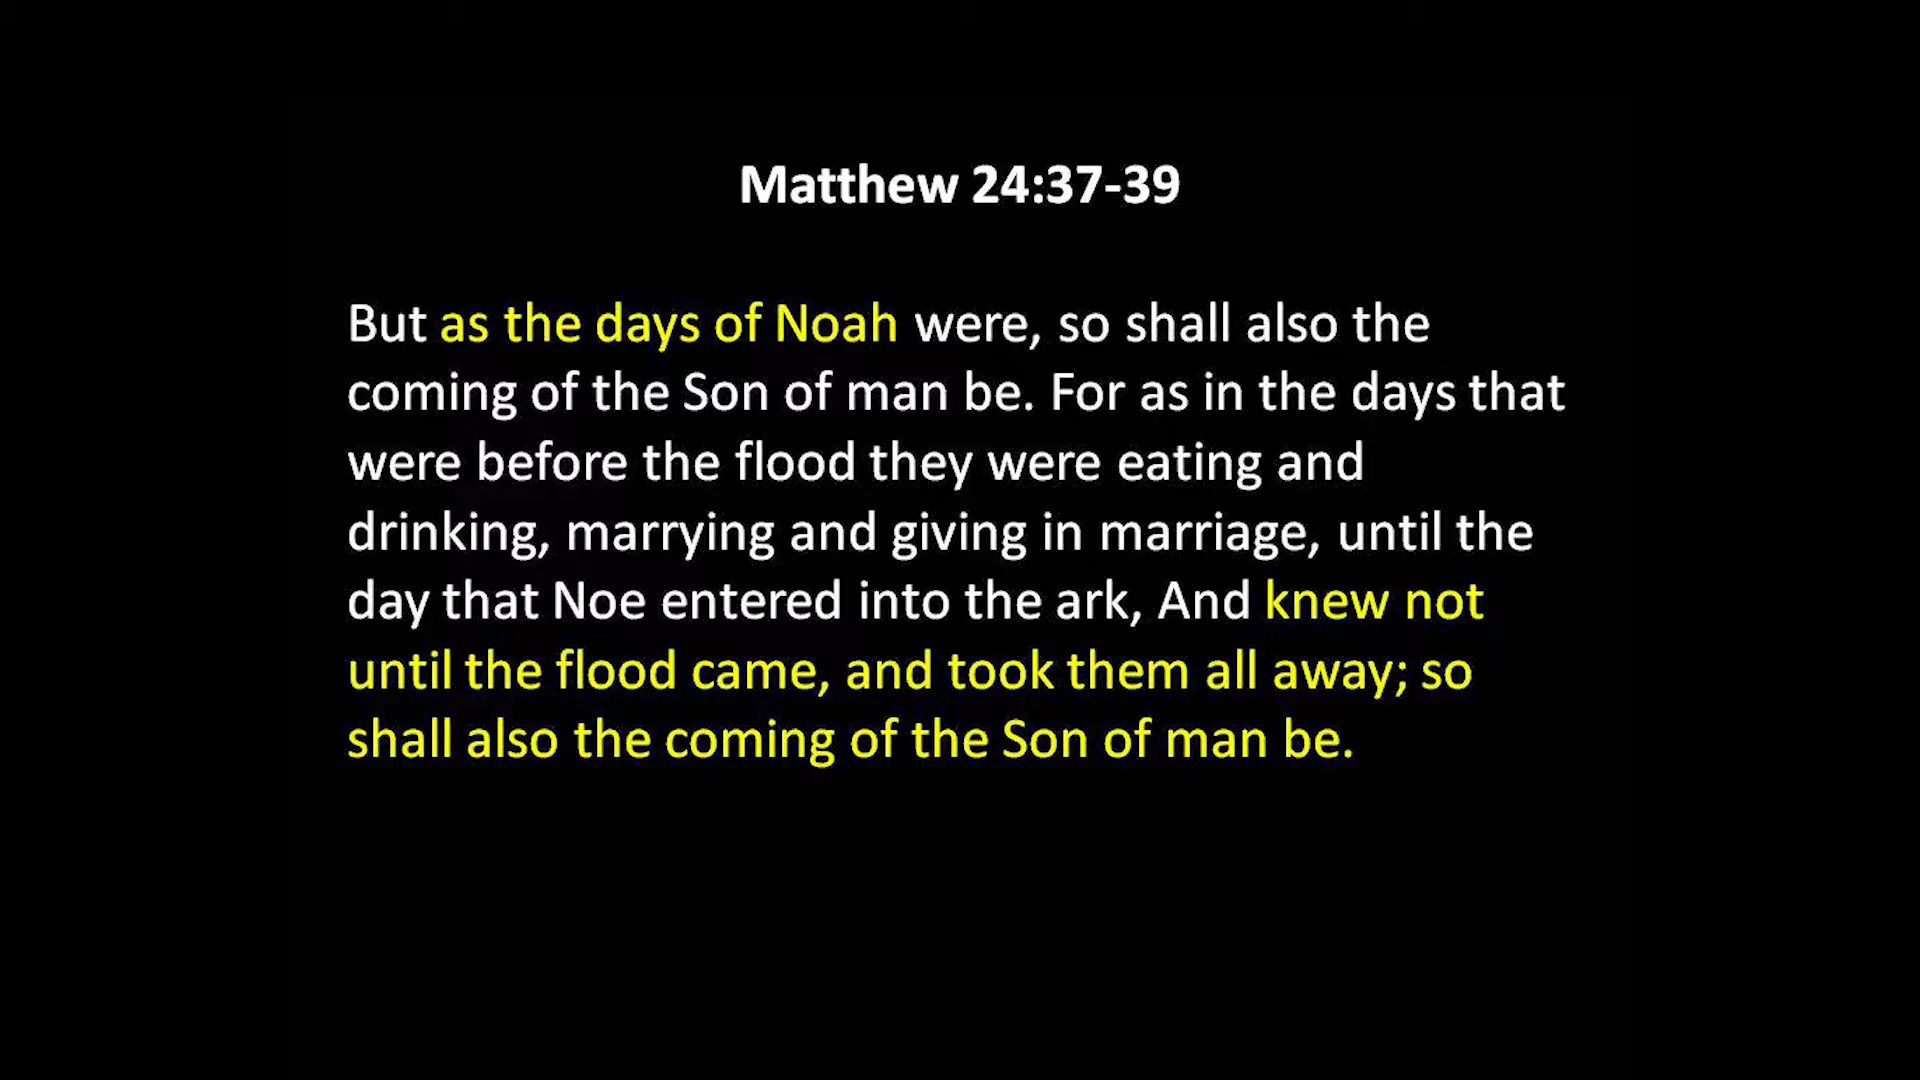 Matthew 24:37-39
But as the days of Noah were, so shall also the
coming of the Son of man be. For as in the days that
were before the flood they were eating and
drinking, marrying and giving in marriage, until the
day that Noe entered into the ark, And knew not
until the flood came, and took them all away; so
shall also the coming of the Son of man be.